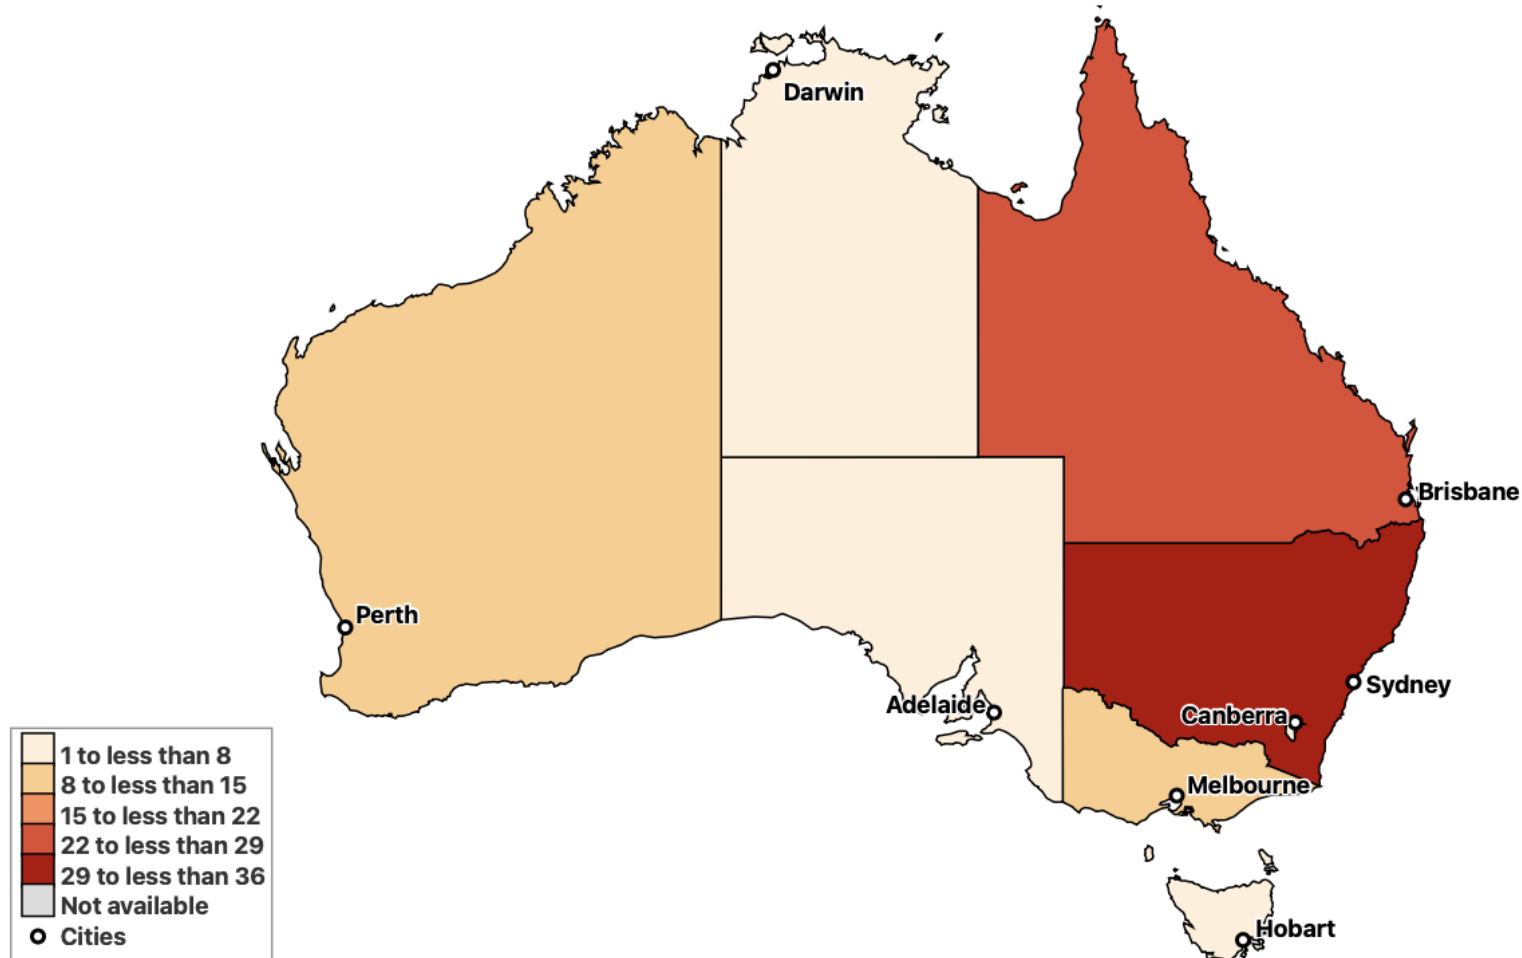 Darwin
Brisbane
Perth
Adelaide
Sydney
Canberra
Melbourne
Hobart
1 to less than 8
8 to less than 15
15 to less than 22
22 to less than 29
29 to less than 36
Not available
Cities